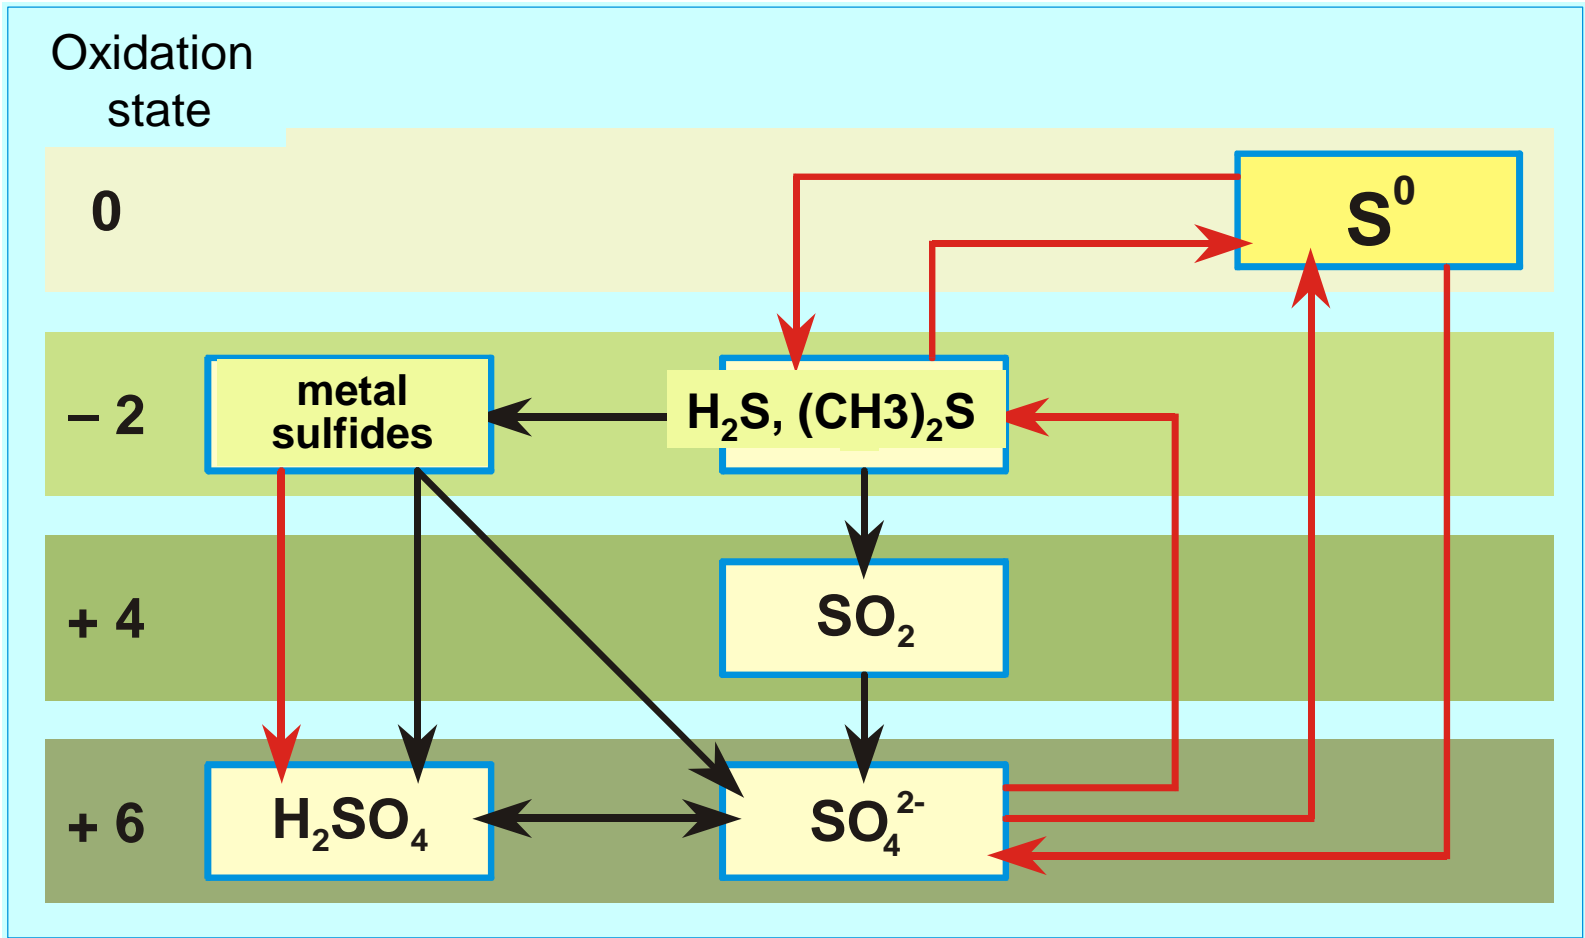 Oxidation
state
0
S⁰
– 2
metal
sulfides
H₂S, (CH3)₂S
+ 4
SO₂
+ 6
H₂SO₄
SO₄²⁻